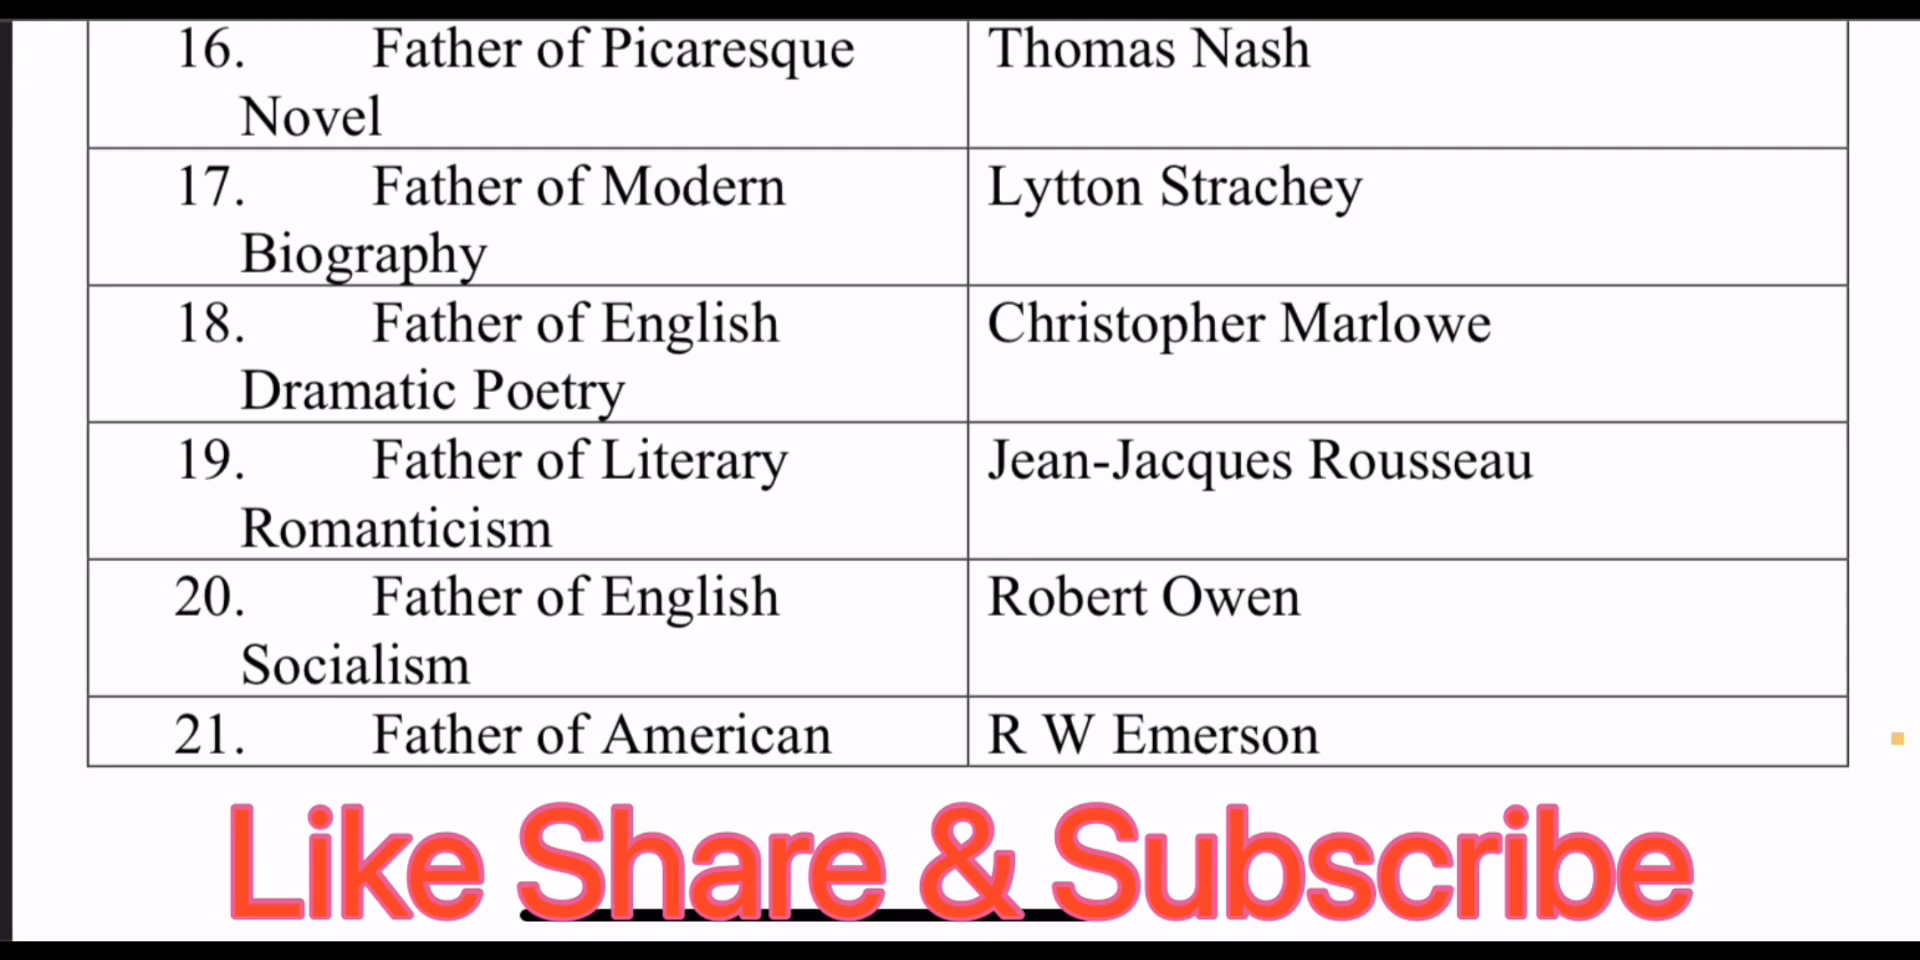 16. Father of Picaresque Thomas Nash
Novel
17. Father of Modern Lytton Strachey
Biography
18. Father of English Christopher Marlowe
Dramatic Poetry
19. Father of Literary Jean-Jacques Rousseau
Romanticism
20. Father of English Robert Owen
Socialism
21. Father of American R W Emerson
Like Share & Subscribe